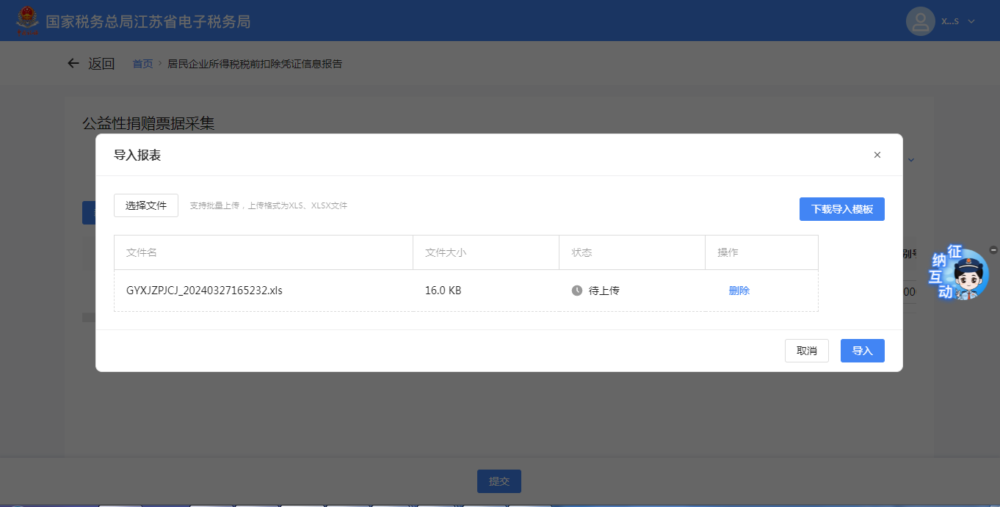 国家税务总局江苏省电子税务局
x...s
返回
首页 > 居民企业所得税税前扣除凭证信息报告
公益性捐赠票据采集
导入报表
选择文件
支持批量上传，上传格式为XLS、XLSX文件
下载导入模板
文件名 文件大小 状态 操作
GYXJZPJCJ_20240327165232.xls 16.0 KB 待上传 删除
取消
导入
征纳互动
提交